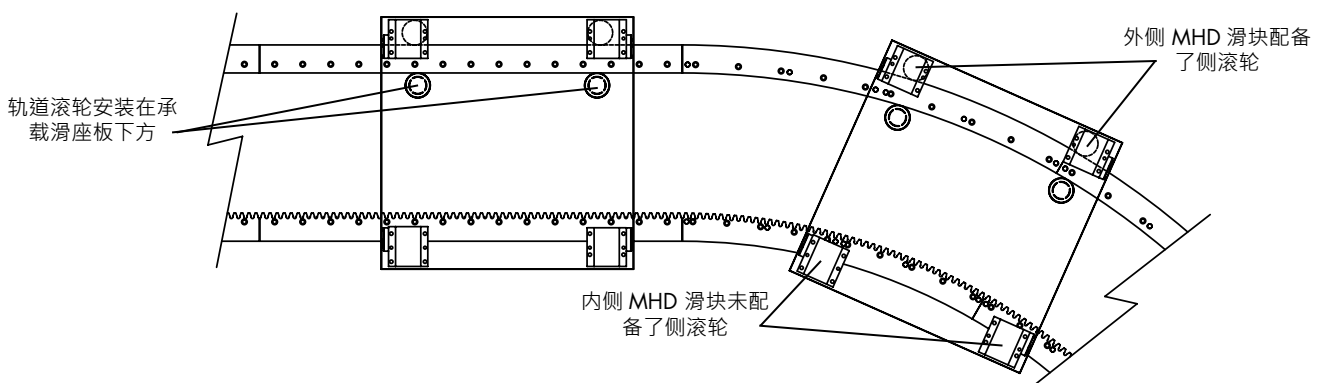 外侧 MHD 滑块配备
了侧滚轮
轨道滚轮安装在承
载滑座板下方
内侧 MHD 滑块未配
备了侧滚轮